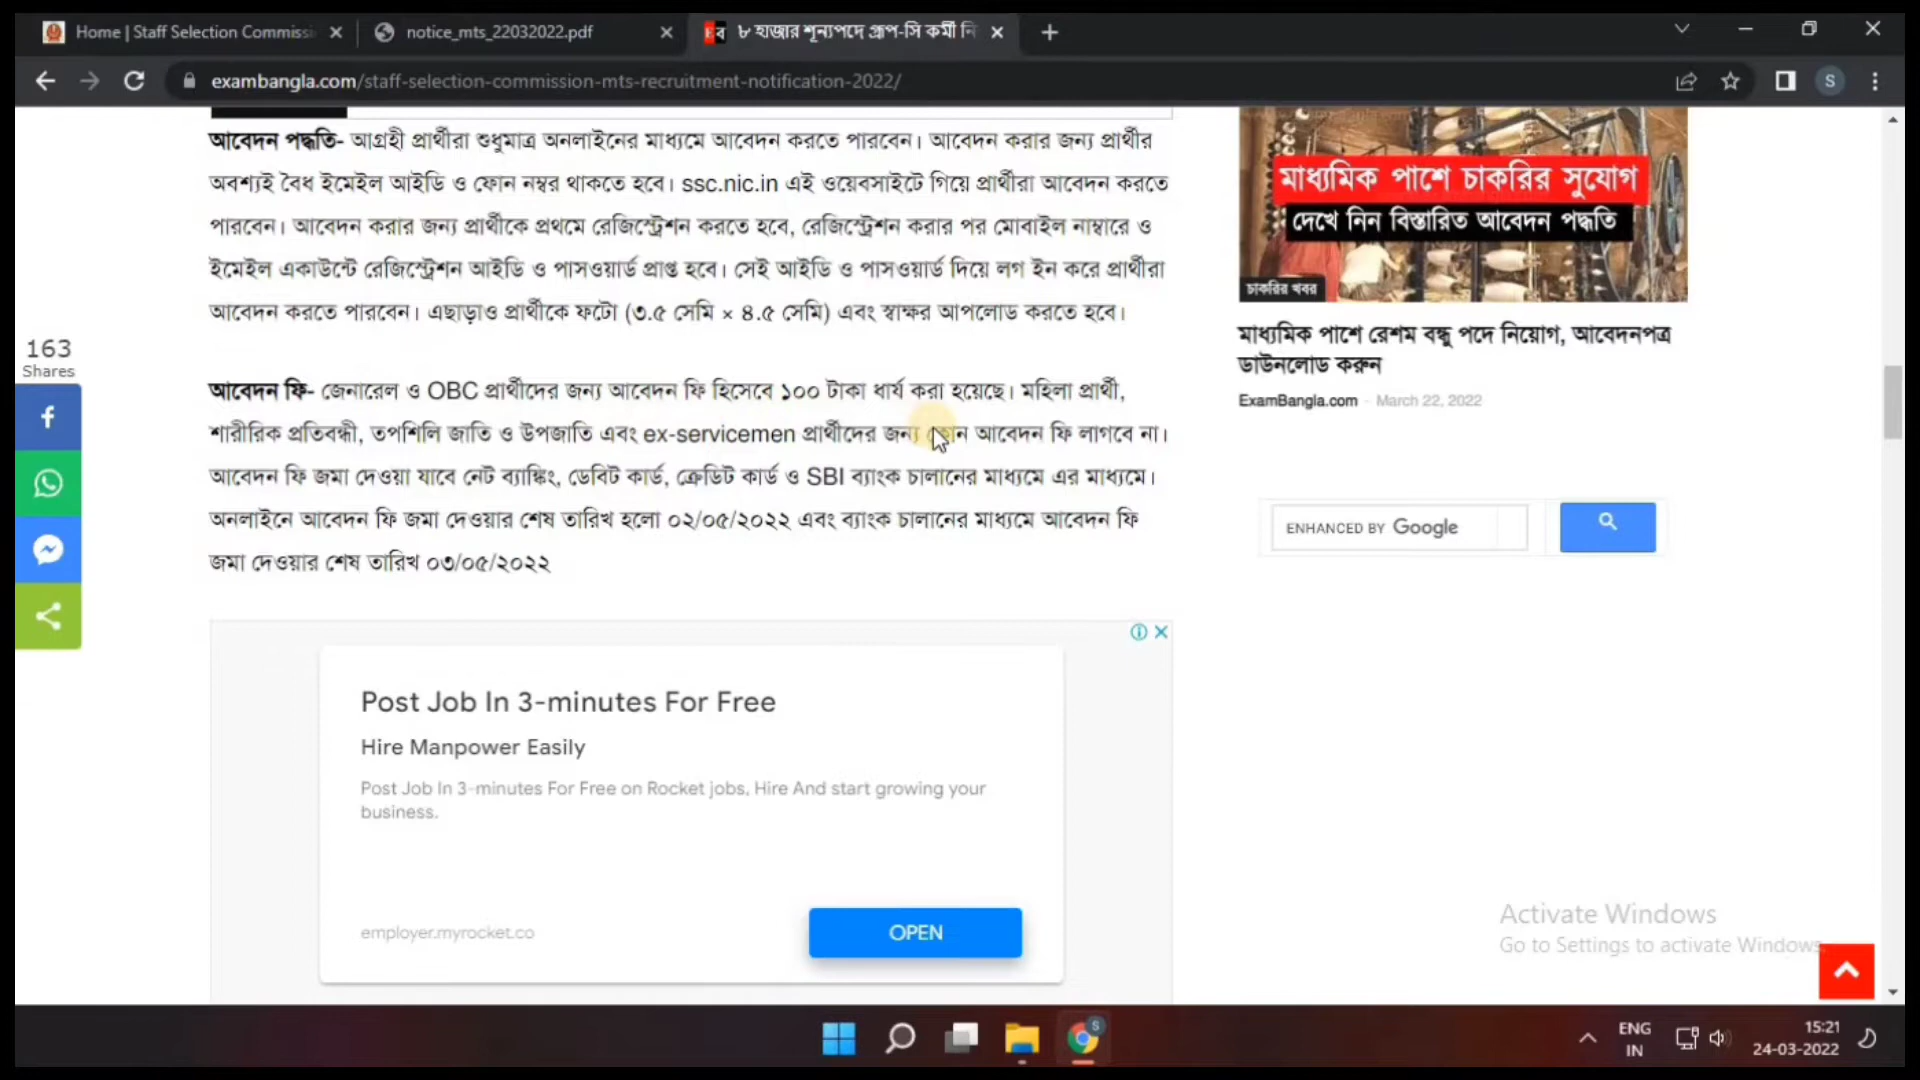 Home | Staff Selection Commissi
notice_mts_22032022.pdf
৮ হাজার শূন্যপদে গ্রূপ-সি কর্মী নি
exambangla.com/staff-selection-commission-mts-recruitment-notification-2022/
S
আবেদন পদ্ধতি- আগ্রহী প্রার্থীরা শুধুমাত্র অনলাইনের মাধ্যমে আবেদন করতে পারবেন। আবেদন করার জন্য প্রার্থীর
অবশ্যই বৈধ ইমেইল আইডি ও ফোন নম্বর থাকতে হবে। ssc.nic.in এই ওয়েবসাইটে গিয়ে প্রার্থীরা আবেদন করতে
পারবেন। আবেদন করার জন্য প্রার্থীকে প্রথমে রেজিস্ট্রেশন করতে হবে, রেজিস্ট্রেশন করার পর মোবাইল নাম্বারে ও
ইমেইল একাউন্টে রেজিস্ট্রেশন আইডি ও পাসওয়ার্ড প্রাপ্ত হবে। সেই আইডি ও পাসওয়ার্ড দিয়ে লগ ইন করে প্রার্থীরা
আবেদন করতে পারবেন। এছাড়াও প্রার্থীকে ফটো (৩.৫ সেমি × ৪.৫ সেমি) এবং স্বাক্ষর আপলোড করতে হবে।
আবেদন ফি- জেনারেল ও OBC প্রার্থীদের জন্য আবেদন ফি হিসেবে ১০০ টাকা ধার্য করা হয়েছে। মহিলা প্রার্থী,
শারীরিক প্রতিবন্ধী, তপশিলি জাতি ও উপজাতি এবং ex-servicemen প্রার্থীদের জন্য কোন আবেদন ফি লাগবে না।
আবেদন ফি জমা দেওয়া যাবে নেট ব্যাঙ্কিং, ডেবিট কার্ড, ক্রেডিট কার্ড ও SBI ব্যাংক চালানের মাধ্যমে এর মাধ্যমে।
অনলাইনে আবেদন ফি জমা দেওয়ার শেষ তারিখ হলো ০২/০৫/২০২২ এবং ব্যাংক চালানের মাধ্যমে আবেদন ফি
জমা দেওয়ার শেষ তারিখ ০৩/০৫/২০২২
163
Shares
Post Job In 3-minutes For Free
Hire Manpower Easily
Post Job In 3-minutes For Free on Rocket jobs, Hire And start growing your
business.
employer.myrocket.co
OPEN
মাধ্যমিক পাশে চাকরির সুযোগ
দেখে নিন বিস্তারিত আবেদন পদ্ধতি
চাকরির খবর
মাধ্যমিক পাশে রেশম বন্ধু পদে নিয়োগ, আবেদনপত্র
ডাউনলোড করুন
ExamBangla.com - March 22, 2022
ENHANCED BY Google
Activate Windows
Go to Settings to activate Windows.
ENG
IN
15:21
24-03-2022